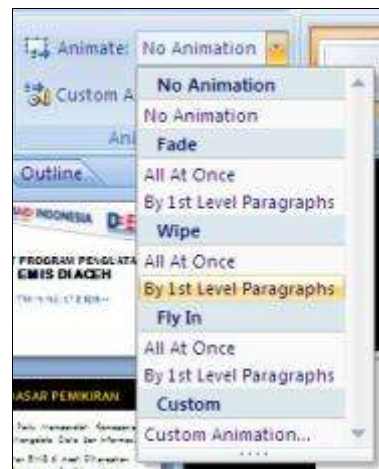 Animate: No Animation
Custom A
Ani
No Animation
No Animation
Fade
All At Once
By 1st Level Paragraphs
Wipe
All At Once
By 1st Level Paragraphs
Fly In
All At Once
By 1st Level Paragraphs
Custom
Custom Animation...
Outline
INDONESIA
PROGRAM PENGUATA
EMIS DI ACEH
ASAR PEMIKIRAN